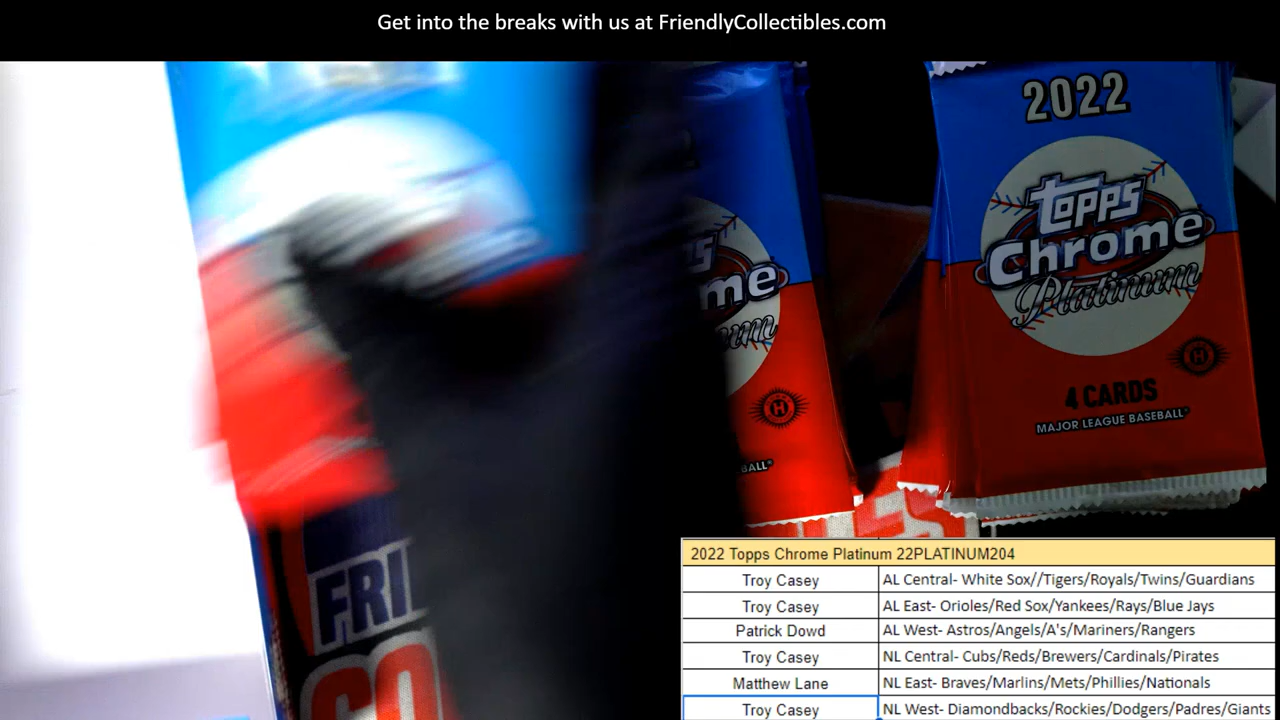 Get into the breaks with us at FriendlyCollectibles.com
2022
TOPPS
Chrome
Platinum
4 CARDS
MAJOR LEAGUE BASEBALL
H
H
FRI
CO
2022 Topps Chrome Platinum 22PLATINUM204
Troy Casey AL Central- White Sox//Tigers/Royals/Twins/Guardians
Troy Casey AL East- Orioles/Red Sox/Yankees/Rays/Blue Jays
Patrick Dowd AL West- Astros/Angels/A's/Mariners/Rangers
Troy Casey NL Central- Cubs/Reds/Brewers/Cardinals/Pirates
Matthew Lane NL East- Braves/Marlins/Mets/Phillies/Nationals
Troy Casey NL West- Diamondbacks/Rockies/Dodgers/Padres/Giants